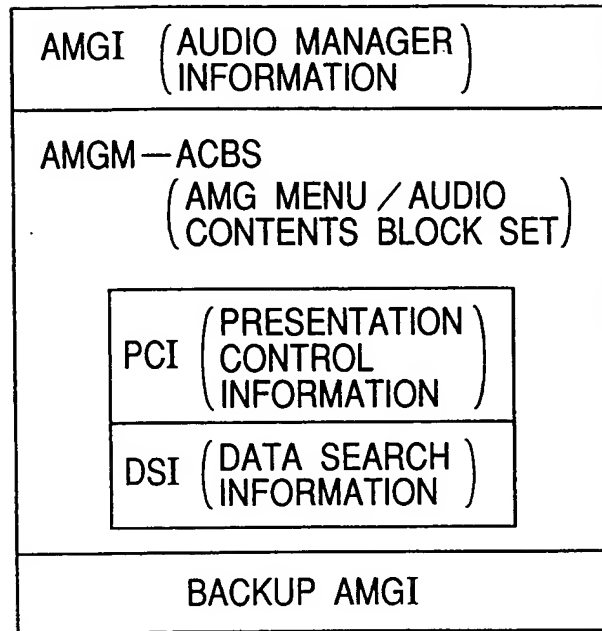 AMGI (AUDIO MANAGER
INFORMATION)
AMGM—ACBS
(AMG MENU／AUDIO
CONTENTS BLOCK SET)
PCI (PRESENTATION
CONTROL
INFORMATION)
DSI (DATA SEARCH
INFORMATION)
BACKUP AMGI